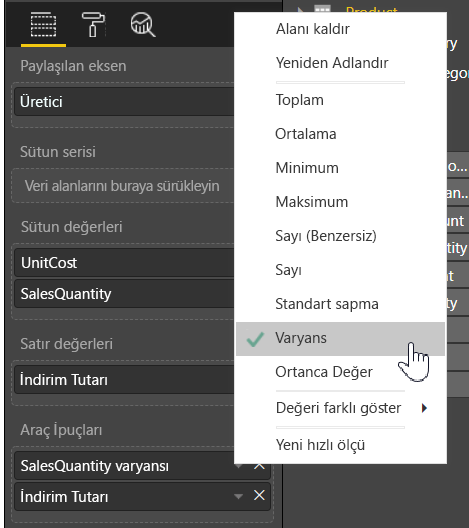 Paylaşılan eksen
Üretici
Sütun serisi
Veri alanlarını buraya sürükleyin
Sütun değerleri
UnitCost
SalesQuantity
Satır değerleri
İndirim Tutarı
Araç İpuçları
SalesQuantity varyansı
İndirim Tutarı
Alanı kaldır
Yeniden Adlandır
Toplam
Ortalama
Minimum
Maksimum
Sayı (Benzersiz)
Sayı
Standart sapma
Varyans
Ortanca Değer
Değeri farklı göster
Yeni hızlı ölçü
Product